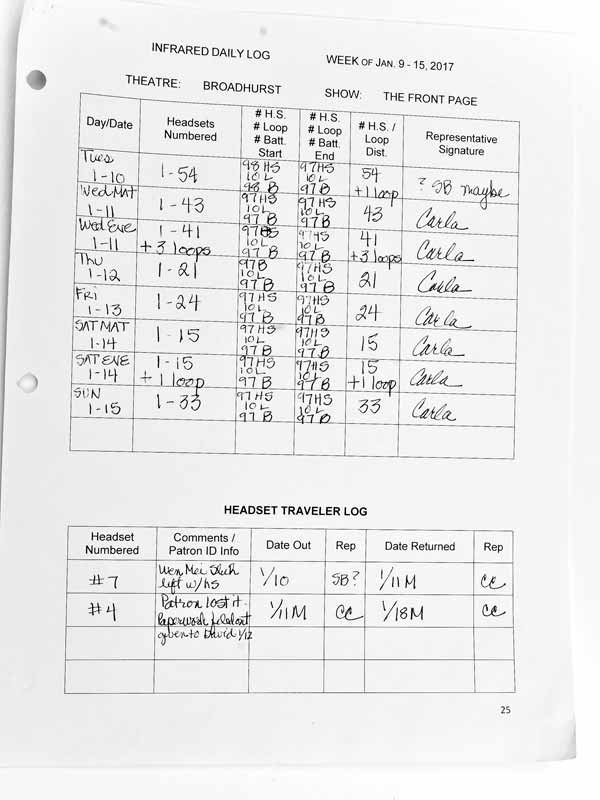 INFRARED DAILY LOG
WEEK OF JAN. 9 - 15, 2017
THEATRE: BROADHURST SHOW: THE FRONT PAGE
Day/Date Headsets Numbered # H.S. # Loop # Batt. Start # H.S. # Loop # Batt. End # H.S. / Loop Dist. Representative Signature
Tues 1-10 1-54 98 HS 10 L 98 B 97 HS 10 L 97 B 54 +1 loop ? SB maybe
Wed MAT 1-11 1-43 97 HS 10 L 97 B 97 HS 10 L 97 B 43 Carla
Wed Eve 1-11 1-41 +3 loops 97 HS 10 L 97 B 97 HS 10 L 97 B 41 +3 loops Carla
Thu 1-12 1-21 97 B 10 L 97 B 97 HS 10 L 97 B 21 Carla
Fri 1-13 1-24 97 HS 10 L 97 B 97 HS 10 L 97 B 24 Carla
SAT MAT 1-14 1-15 97 HS 10 L 97 B 97 HS 10 L 97 B 15 Carla
SAT EVE 1-14 1-15 +1 loop 97 HS 10 L 97 B 97 HS 10 L 97 B 15 +1 loop Carla
SUN 1-15 1-33 97 HS 10 L 97 B 97 HS 10 L 97 B 33 Carla
HEADSET TRAVELER LOG
Headset Numbered Comments / Patron ID Info Date Out Rep Date Returned Rep
#7 Wen Mei left w/ HS 1/10 SB? 1/11M CC
#4 Patron lost it. Paperwork given to David 1/12 1/11M CC 1/18M CC
25